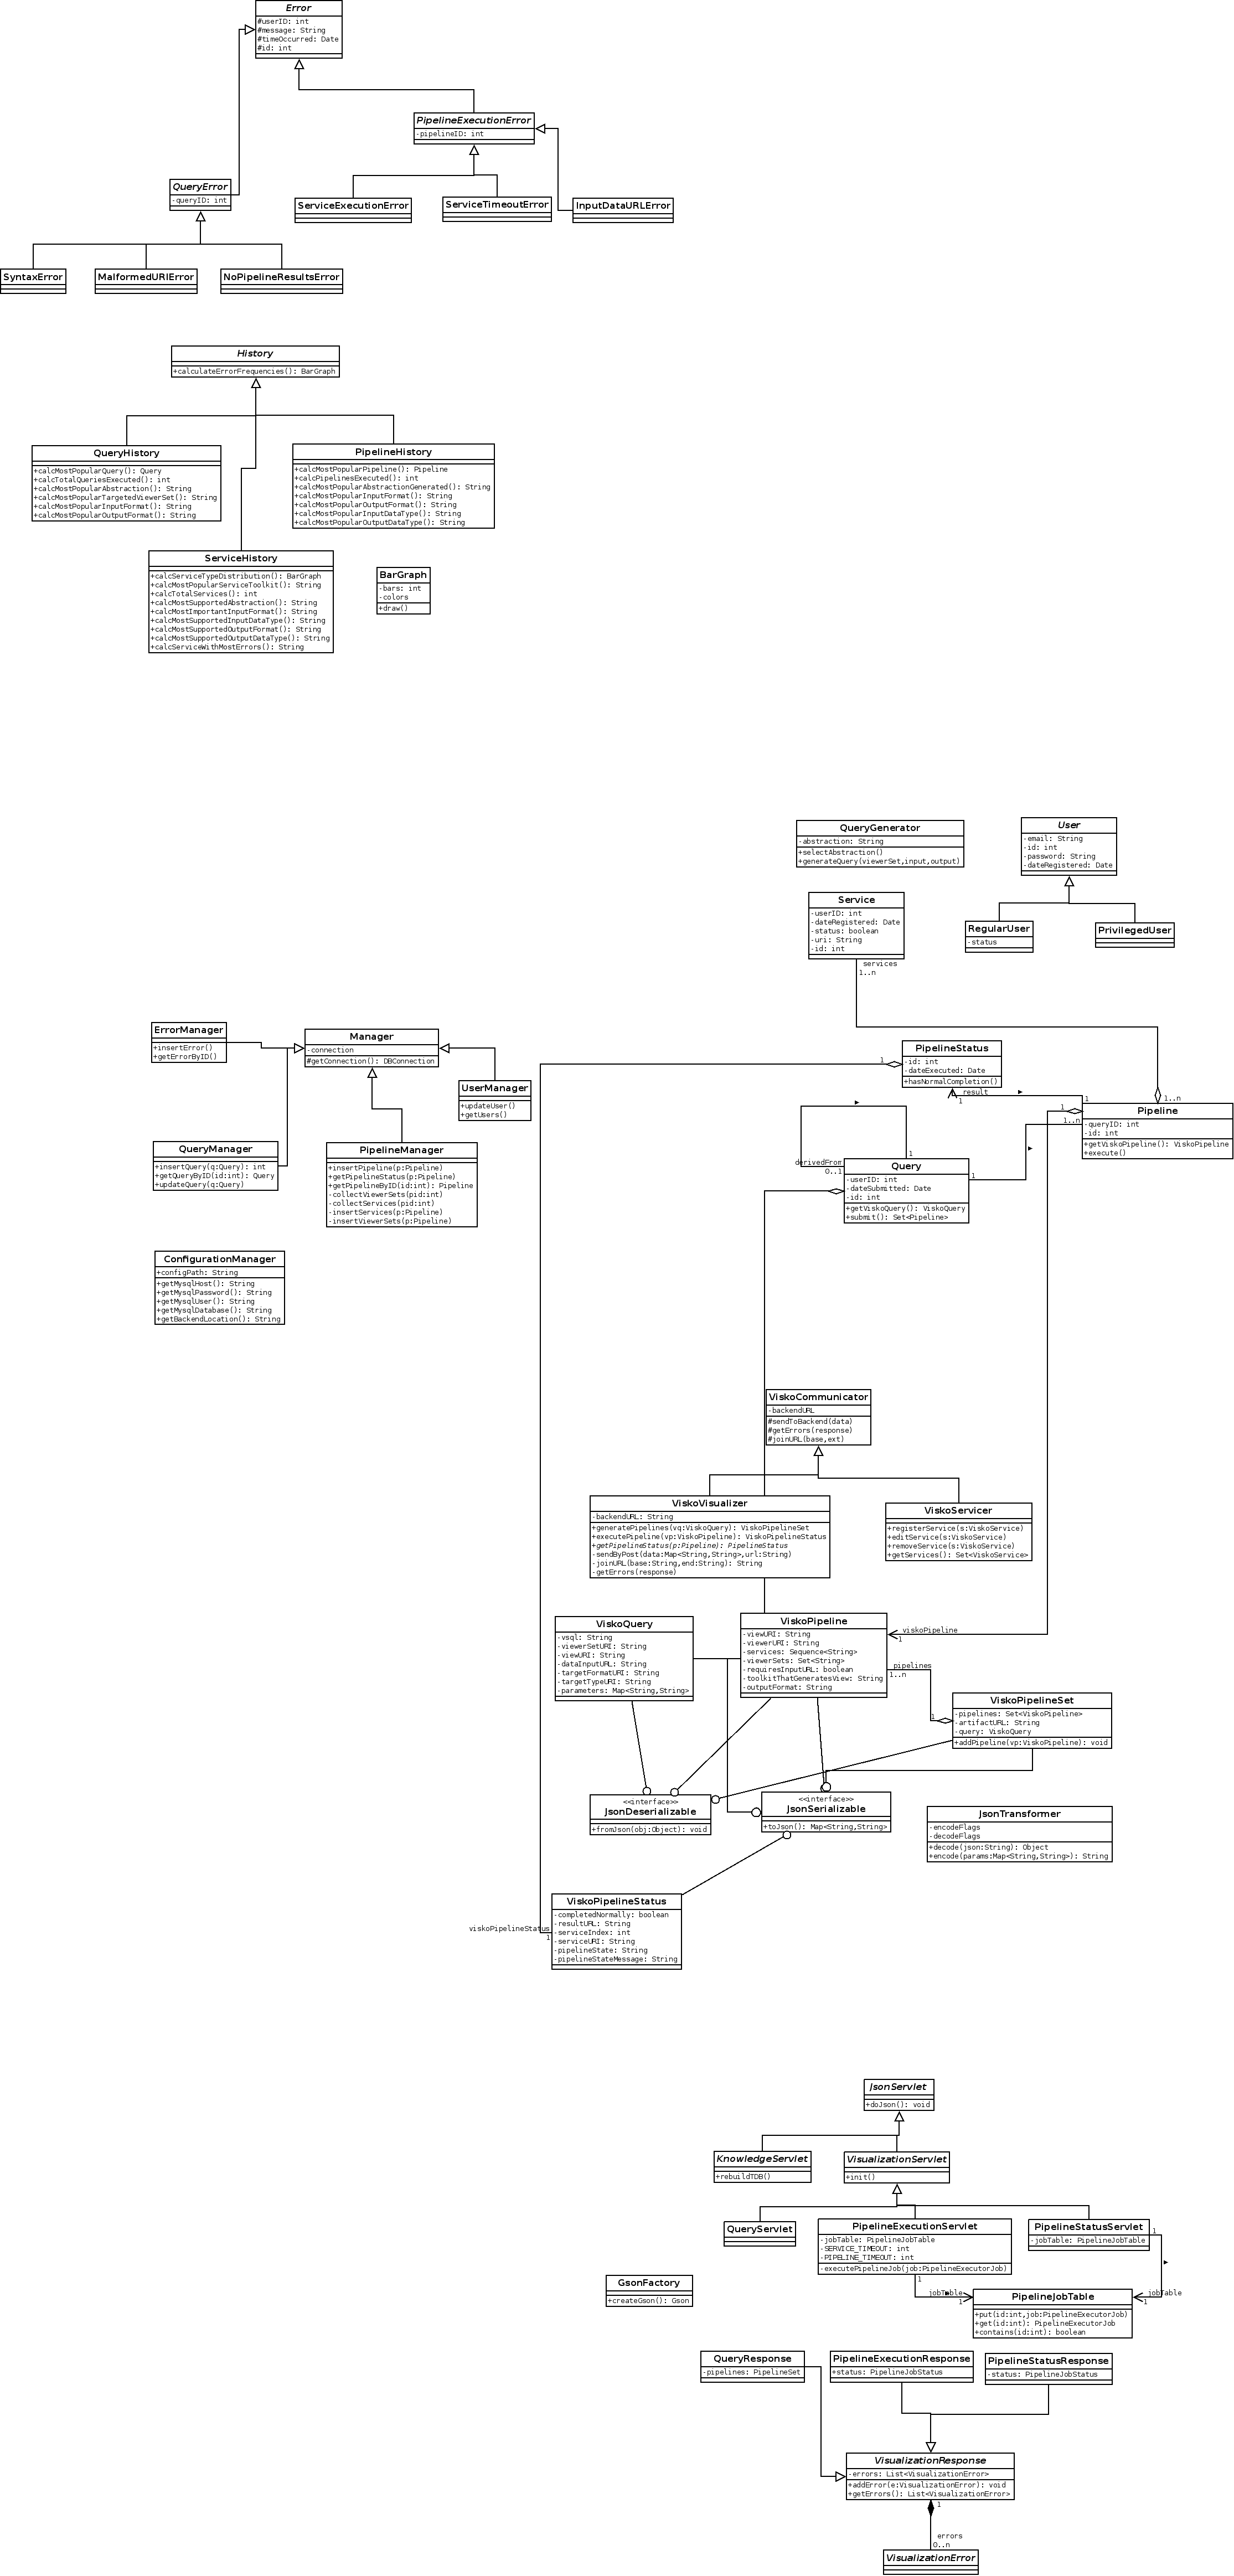 Error
#userID: int
#message: String
#timeOccurred: Date
#id: int
PipelineExecutionError
-pipelineID: int
QueryError
-queryID: int
ServiceExecutionError
ServiceTimeoutError
InputDataURLError
SyntaxError
MalformedURIError
NoPipelineResultsError
History
+calculateErrorFrequencies(): BarGraph
QueryHistory
+calcMostPopularQuery(): Query
+calcTotalQueriesExecuted(): int
+calcMostPopularAbstraction(): String
+calcMostPopularTargetedViewerSet(): String
+calcMostPopularInputFormat(): String
+calcMostPopularOutputFormat(): String
PipelineHistory
+calcMostPopularPipeline(): Pipeline
+calcPipelinesExecuted(): int
+calcMostPopularAbstractionGenerated(): String
+calcMostPopularInputFormat(): String
+calcMostPopularOutputFormat(): String
+calcMostPopularInputDataType(): String
+calcMostPopularOutputDataType(): String
ServiceHistory
+calcServiceTypeDistribution(): BarGraph
+calcMostPopularServiceToolkit(): String
+calcTotalServices(): int
+calcMostSupportedAbstraction(): String
+calcMostImportantInputFormat(): String
+calcMostSupportedInputDataType(): String
+calcMostSupportedOutputFormat(): String
+calcMostSupportedOutputDataType(): String
+calcServiceWithMostErrors(): String
BarGraph
-bars: int
-colors
+draw()
QueryGenerator
-abstraction: String
+selectAbstraction()
+generateQuery(viewerSet,input,output)
User
-email: String
-id: int
-password: String
-dateRegistered: Date
Service
-userID: int
-dateRegistered: Date
-status: boolean
-uri: String
-id: int
RegularUser
-status
PrivilegedUser
services
1..n
ErrorManager
+insertError()
+getErrorByID()
Manager
-connection
#getConnection(): DBConnection
UserManager
+updateUser()
+getUsers()
QueryManager
+insertQuery(q:Query): int
+getQueryByID(id:int): Query
+updateQuery(q:Query)
PipelineManager
+insertPipeline(p:Pipeline)
+getPipelineStatus(p:Pipeline)
+getPipelineByID(id:int): Pipeline
-collectViewerSets(pid:int)
-collectServices(pid:int)
-insertServices(p:Pipeline)
-insertViewerSets(p:Pipeline)
ConfigurationManager
+configPath: String
+getMysqlHost(): String
+getMysqlPassword(): String
+getMysqlUser(): String
+getMysqlDatabase(): String
+getBackendLocation(): String
1
PipelineStatus
-id: int
-dateExecuted: Date
+hasNormalCompletion()
result
1
1
1..n
1
1..n
Pipeline
-queryID: int
-id: int
+getViskoPipeline(): ViskoPipeline
+execute()
derivedFrom
0..1
1
1
Query
-userID: int
-dateSubmitted: Date
-id: int
+getViskoQuery(): ViskoQuery
+submit(): Set<Pipeline>
ViskoCommunicator
-backendURL
#sendToBackend(data)
#getErrors(response)
#joinURL(base,ext)
ViskoVisualizer
-backendURL: String
+generatePipelines(vq:ViskoQuery): ViskoPipelineSet
+executePipeline(vp:ViskoPipeline): ViskoPipelineStatus
+getPipelineStatus(p:Pipeline): PipelineStatus
-sendByPost(data:Map<String,String>,url:String)
-joinURL(base:String,end:String): String
-getErrors(response)
ViskoServicer
+registerService(s:ViskoService)
+editService(s:ViskoService)
+removeService(s:ViskoService)
+getServices(): Set<ViskoService>
ViskoQuery
-vsql: String
-viewerSetURI: String
-viewURI: String
-dataInputURL: String
-targetFormatURI: String
-targetTypeURI: String
-parameters: Map<String,String>
ViskoPipeline
-viewURI: String
-viewerURI: String
-services: Sequence<String>
-viewerSets: Set<String>
-requiresInputURL: boolean
-toolkitThatGeneratesView: String
-outputFormat: String
viskoPipeline
1
pipelines
1..n
1
ViskoPipelineSet
-pipelines: Set<ViskoPipeline>
-artifactURL: String
-query: ViskoQuery
+addPipeline(vp:ViskoPipeline): void
<<interface>>
JsonDeserializable
+fromJson(obj:Object): void
<<interface>>
JsonSerializable
+toJson(): Map<String,String>
JsonTransformer
-encodeFlags
-decodeFlags
+decode(json:String): Object
+encode(params:Map<String,String>): String
viskoPipelineStatus
1
ViskoPipelineStatus
-completedNormally: boolean
-resultURL: String
-serviceIndex: int
-serviceURI: String
-pipelineState: String
-pipelineStateMessage: String
JsonServlet
+doJson(): void
KnowledgeServlet
+rebuildTDB()
VisualizationServlet
+init()
QueryServlet
PipelineExecutionServlet
-jobTable: PipelineJobTable
-SERVICE_TIMEOUT: int
-PIPELINE_TIMEOUT: int
-executePipelineJob(job:PipelineExecutorJob)
PipelineStatusServlet
-jobTable: PipelineJobTable
1
1
jobTable
1
jobTable
1
GsonFactory
+createGson(): Gson
PipelineJobTable
+put(id:int,job:PipelineExecutorJob)
+get(id:int): PipelineExecutorJob
+contains(id:int): boolean
QueryResponse
-pipelines: PipelineSet
PipelineExecutionResponse
+status: PipelineJobStatus
PipelineStatusResponse
-status: PipelineJobStatus
VisualizationResponse
-errors: List<VisualizationError>
+addError(e:VisualizationError): void
+getErrors(): List<VisualizationError>
1
errors
0..n
VisualizationError